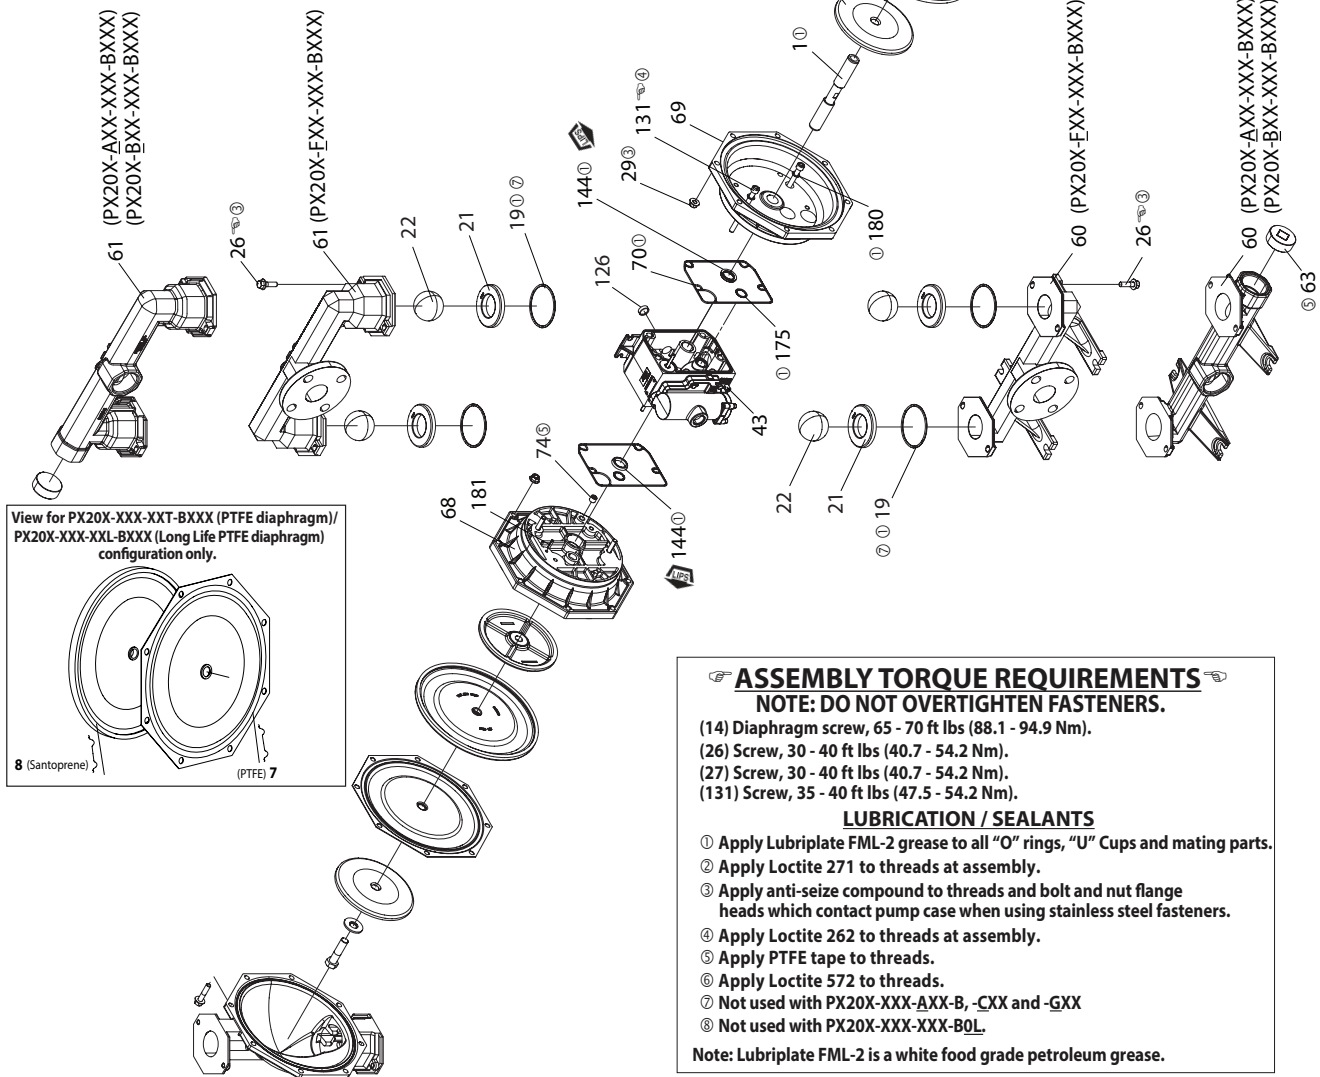 61 (PX20X-AXX-XXX-BXXX)
(PX20X-BXX-XXX-BXXX)
26 ☞ ③
61 (PX20X-FXX-XXX-BXXX)
22
21
19 ① ⑦
1 ①
131 ☞ ④
69
LIPS
29 ③
144 ①
70 ①
126
① 180
① 175
43
60 (PX20X-FXX-XXX-BXXX)
26 ☞ ③
60 (PX20X-AXX-XXX-BXXX)
(PX20X-BXX-XXX-BXXX)
⑤ 63
74 ⑤
181
68
144 ①
LIPS
22
21
⑦ ① 19
View for PX20X-XXX-XXT-BXXX (PTFE diaphragm)/
PX20X-XXX-XXL-BXXX (Long Life PTFE diaphragm)
configuration only.
8 (Santoprene)
(PTFE) 7
☞ ASSEMBLY TORQUE REQUIREMENTS ☜
NOTE: DO NOT OVERTIGHTEN FASTENERS.
(14) Diaphragm screw, 65 - 70 ft lbs (88.1 - 94.9 Nm).
(26) Screw, 30 - 40 ft lbs (40.7 - 54.2 Nm).
(27) Screw, 30 - 40 ft lbs (40.7 - 54.2 Nm).
(131) Screw, 35 - 40 ft lbs (47.5 - 54.2 Nm).
LUBRICATION / SEALANTS
① Apply Lubriplate FML-2 grease to all “O” rings, “U” Cups and mating parts.
② Apply Loctite 271 to threads at assembly.
③ Apply anti-seize compound to threads and bolt and nut flange
heads which contact pump case when using stainless steel fasteners.
④ Apply Loctite 262 to threads at assembly.
⑤ Apply PTFE tape to threads.
⑥ Apply Loctite 572 to threads.
⑦ Not used with PX20X-XXX-AXX-B, -CXX and -GXX
⑧ Not used with PX20X-XXX-XXX-B0L.
Note: Lubriplate FML-2 is a white food grade petroleum grease.